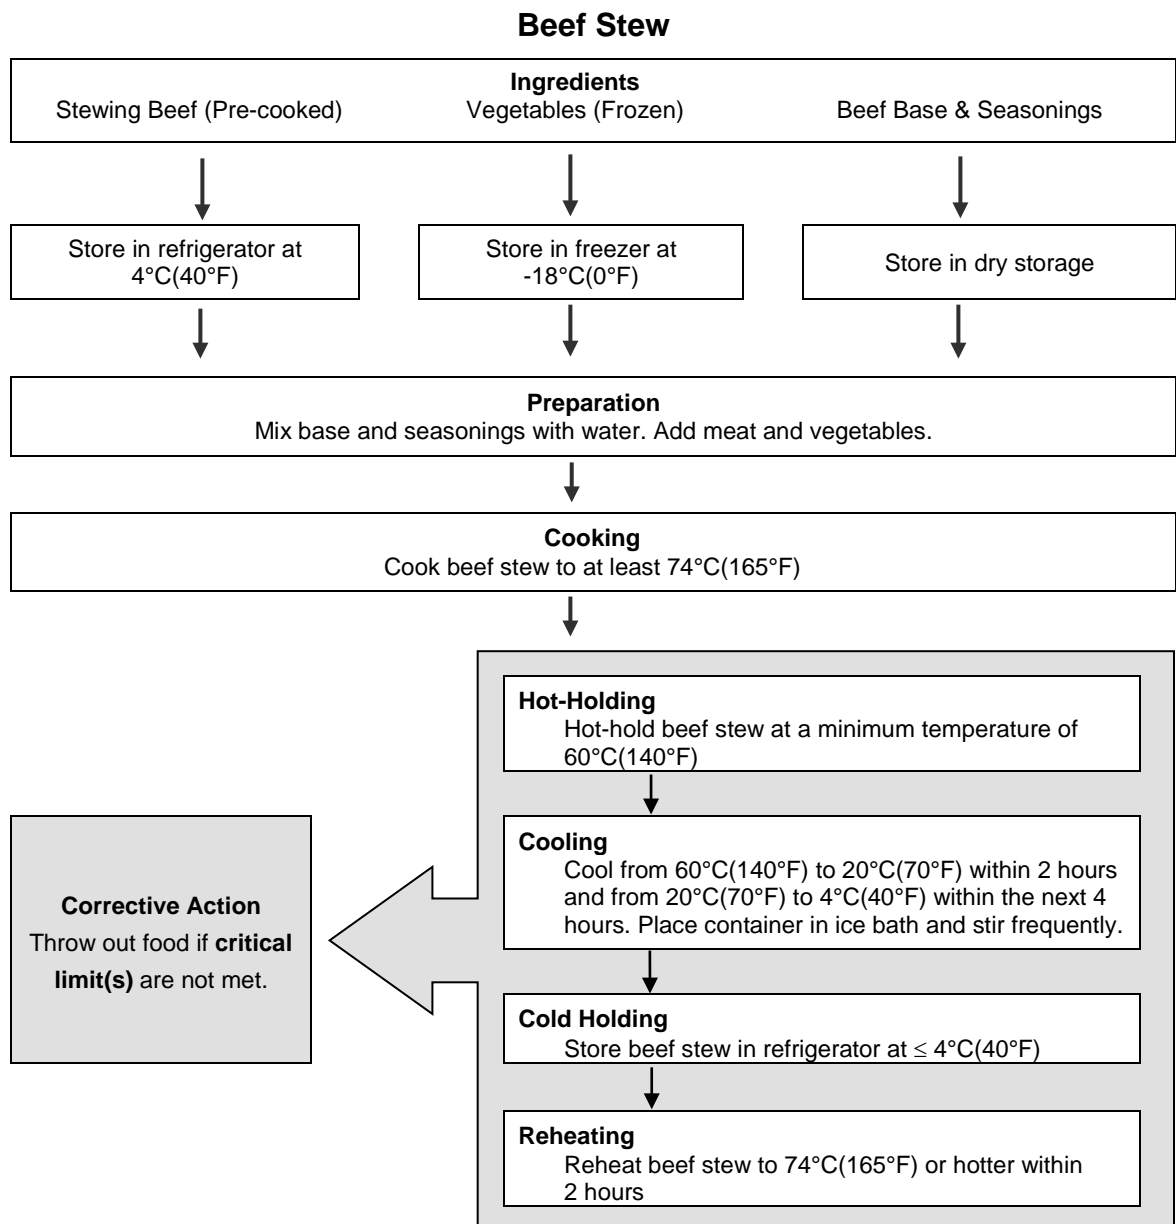 Beef Stew
Ingredients
Stewing Beef (Pre-cooked)
Vegetables (Frozen)
Beef Base & Seasonings
Store in refrigerator at
4°C(40°F)
Store in freezer at
-18°C(0°F)
Store in dry storage
Preparation
Mix base and seasonings with water. Add meat and vegetables.
Cooking
Cook beef stew to at least 74°C(165°F)
Hot-Holding
Hot-hold beef stew at a minimum temperature of
60°C(140°F)
Cooling
Cool from 60°C(140°F) to 20°C(70°F) within 2 hours
and from 20°C(70°F) to 4°C(40°F) within the next 4
hours. Place container in ice bath and stir frequently.
Corrective Action
Throw out food if critical
limit(s) are not met.
Cold Holding
Store beef stew in refrigerator at ≤ 4°C(40°F)
Reheating
Reheat beef stew to 74°C(165°F) or hotter within
2 hours